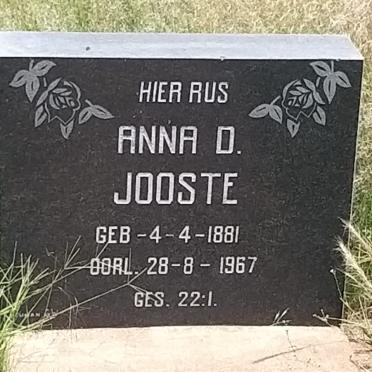 HIER RUS
ANNA D.
JOOSTE
GEB - 4 - 4 - 1881
OORL. 28 - 8 - 1967
GES. 22:1.